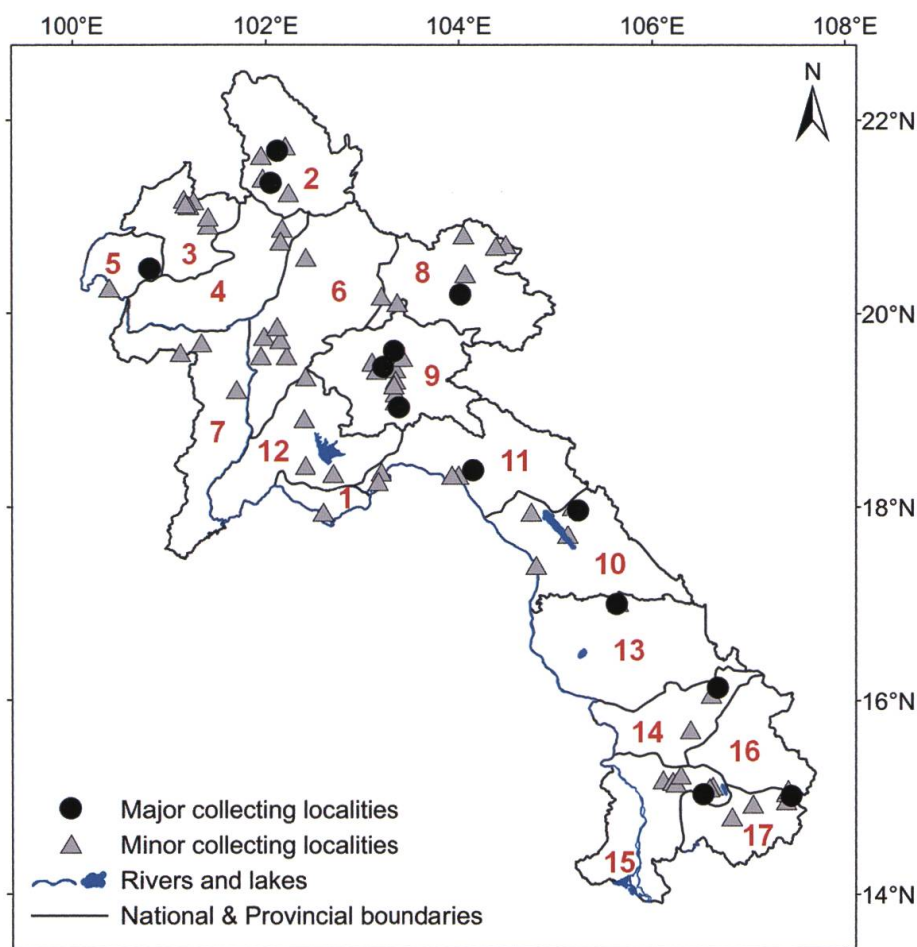 100°E 102°E 104°E 106°E 108°E
N
22°N
2
3
5
4
6
8
20°N
9
7
12
11
1
18°N
10
13
16°N
14
16
17
15
14°N
Major collecting localities
Minor collecting localities
Rivers and lakes
National & Provincial boundaries